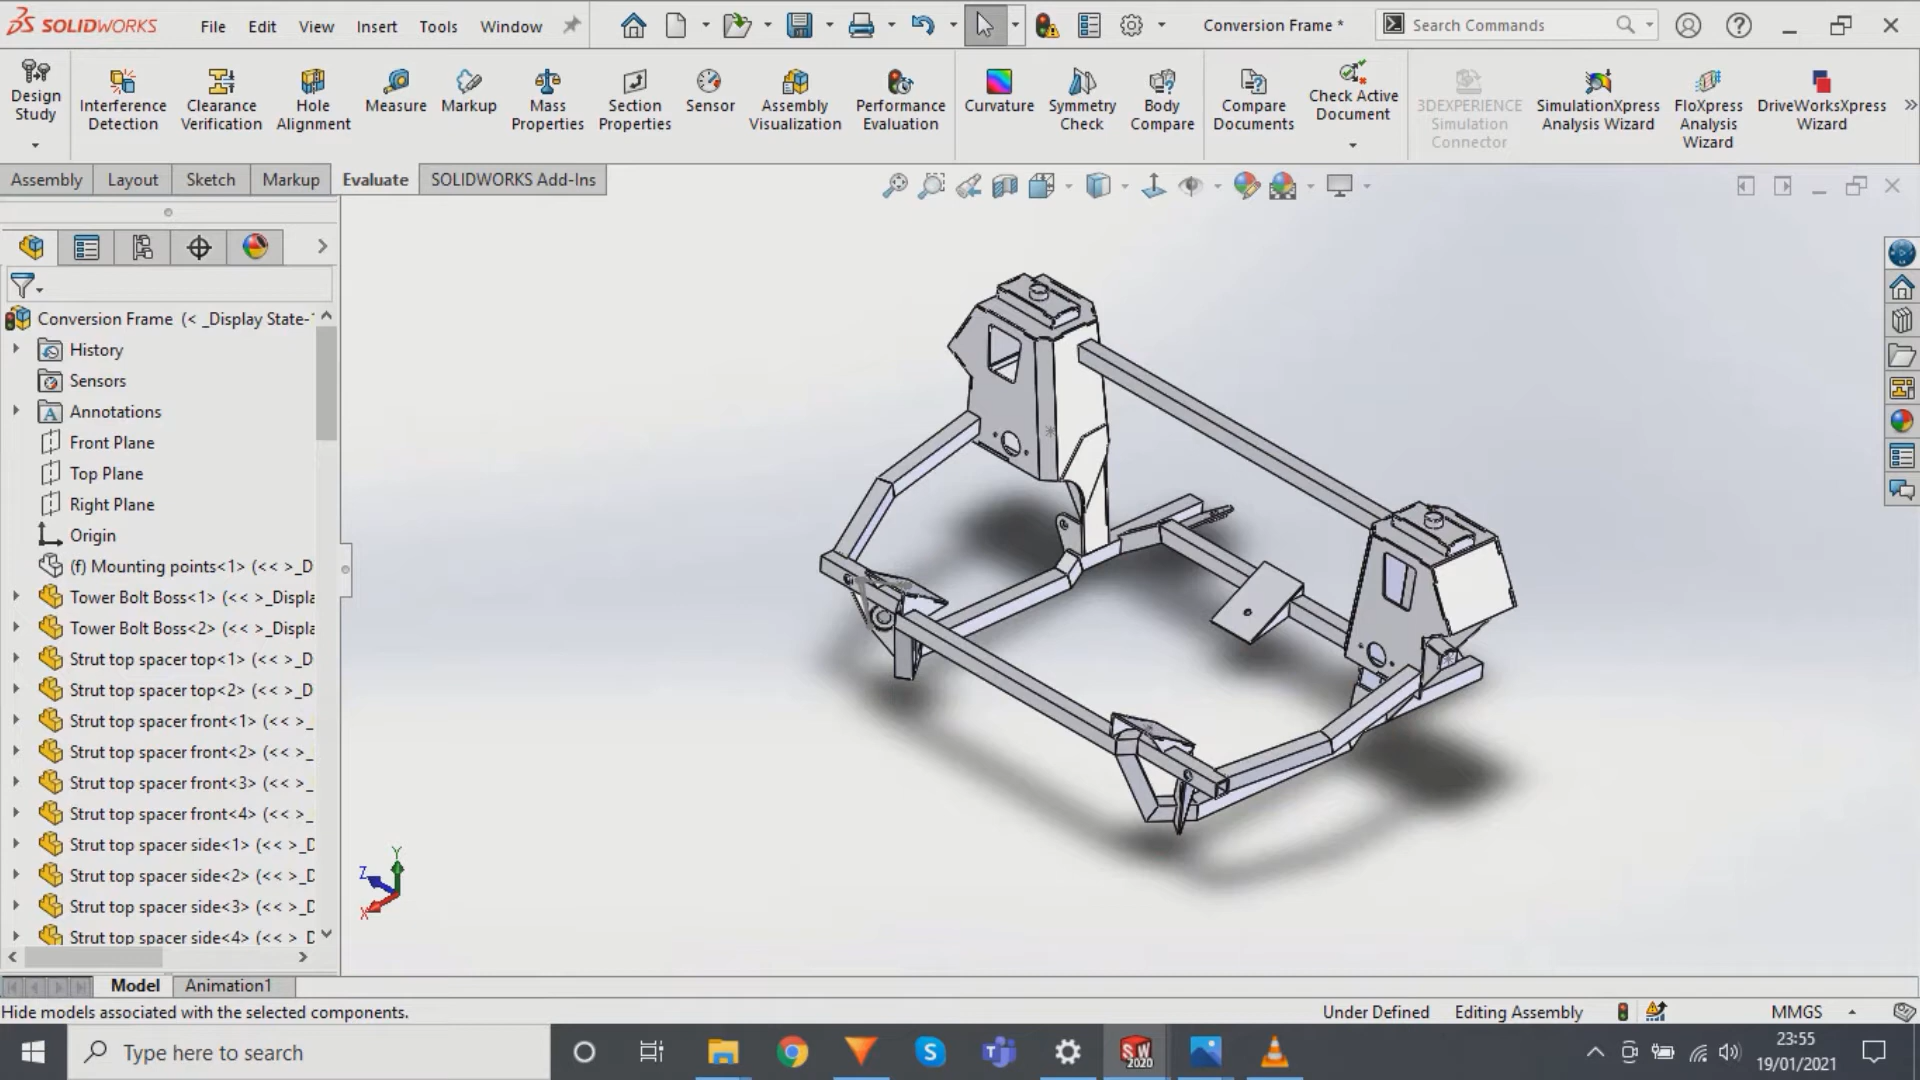 SOLIDWORKS File Edit View Insert Tools Window Conversion Frame * Search Commands
Design Study
Interference Detection
Clearance Verification
Hole Alignment
Measure
Markup
Mass Properties
Section Properties
Sensor
Assembly Visualization
Performance Evaluation
Curvature
Symmetry Check
Body Compare
Compare Documents
Check Active Document
3DEXPERIENCE Simulation Connector
SimulationXpress Analysis Wizard
FloXpress Analysis Wizard
DriveWorksXpress Wizard
Assembly Layout Sketch Markup Evaluate SOLIDWORKS Add-Ins
Conversion Frame (< _Display State-
History
Sensors
Annotations
Front Plane
Top Plane
Right Plane
Origin
(f) Mounting points<1> (<< >_D
Tower Bolt Boss<1> (<< >_Displa
Tower Bolt Boss<2> (<< >_Displa
Strut top spacer top<1> (<< >_D
Strut top spacer top<2> (<< >_D
Strut top spacer front<1> (<< >_
Strut top spacer front<2> (<< >_
Strut top spacer front<3> (<< >_
Strut top spacer front<4> (<< >_
Strut top spacer side<1> (<< >_D
Strut top spacer side<2> (<< >_D
Strut top spacer side<3> (<< >_D
Strut top spacer side<4> (<< >_D
Y
Z
X
Model Animation1
Hide models associated with the selected components. Under Defined Editing Assembly MMGS
Type here to search
SW 2020
23:55
19/01/2021